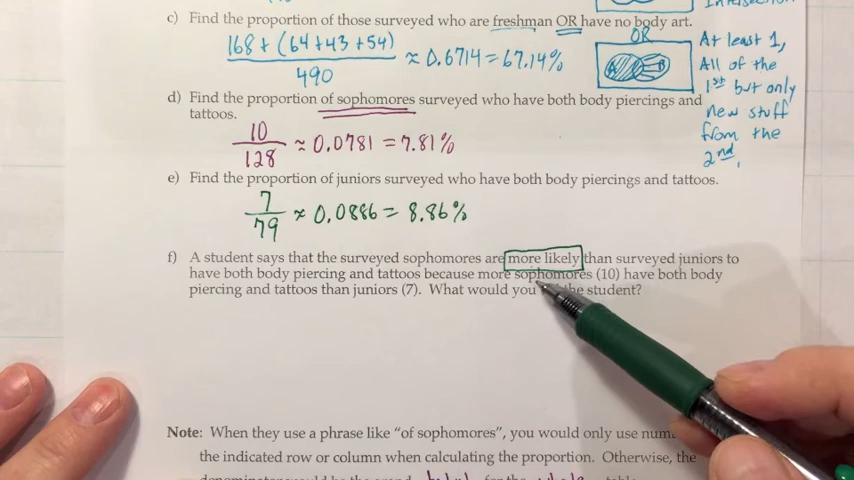 c) Find the proportion of those surveyed who are freshman OR have no body art.
168 + (64+43+54)
490
≈ 0.6714 = 67.14%
OR
A
B
At least 1,
All of the
1st but only
new stuff
from the
2nd.
d) Find the proportion of sophomores surveyed who have both body piercings and
tattoos.
10
128
≈ 0.0781 = 7.81%
e) Find the proportion of juniors surveyed who have both body piercings and tattoos.
7
79
≈ 0.0886 = 8.86%
f) A student says that the surveyed sophomores are more likely than surveyed juniors to
have both body piercing and tattoos because more sophomores (10) have both body
piercing and tattoos than juniors (7). What would you the student?
Note: When they use a phrase like “of sophomores”, you would only use
the indicated row or column when calculating the proportion. Otherwise, the